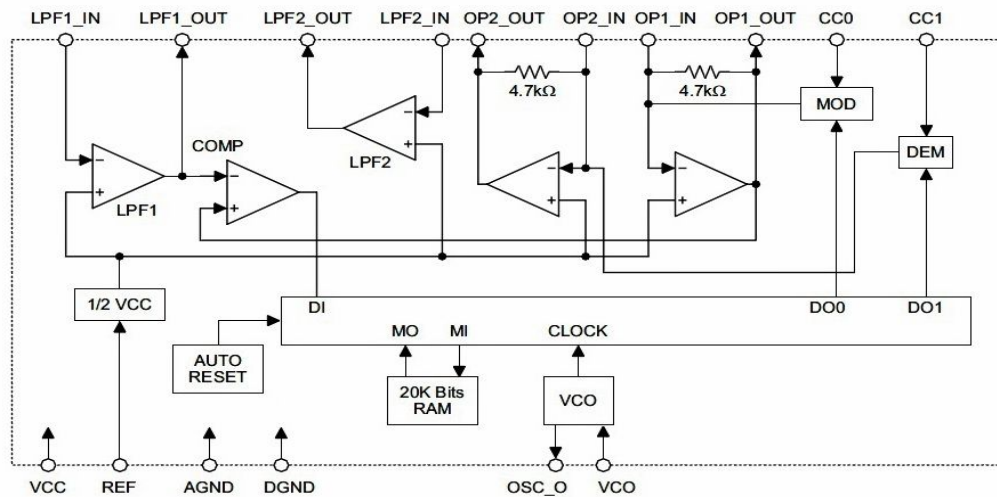 LPF1_IN LPF1_OUT LPF2_OUT LPF2_IN OP2_OUT OP2_IN OP1_IN OP1_OUT CC0 CC1
4.7kΩ 4.7kΩ
MOD
COMP
LPF2
DEM
LPF1
1/2 VCC
DI DO0 DO1
MO MI CLOCK
AUTO
RESET
20K Bits
RAM
VCO
VCC REF AGND DGND OSC_O VCO